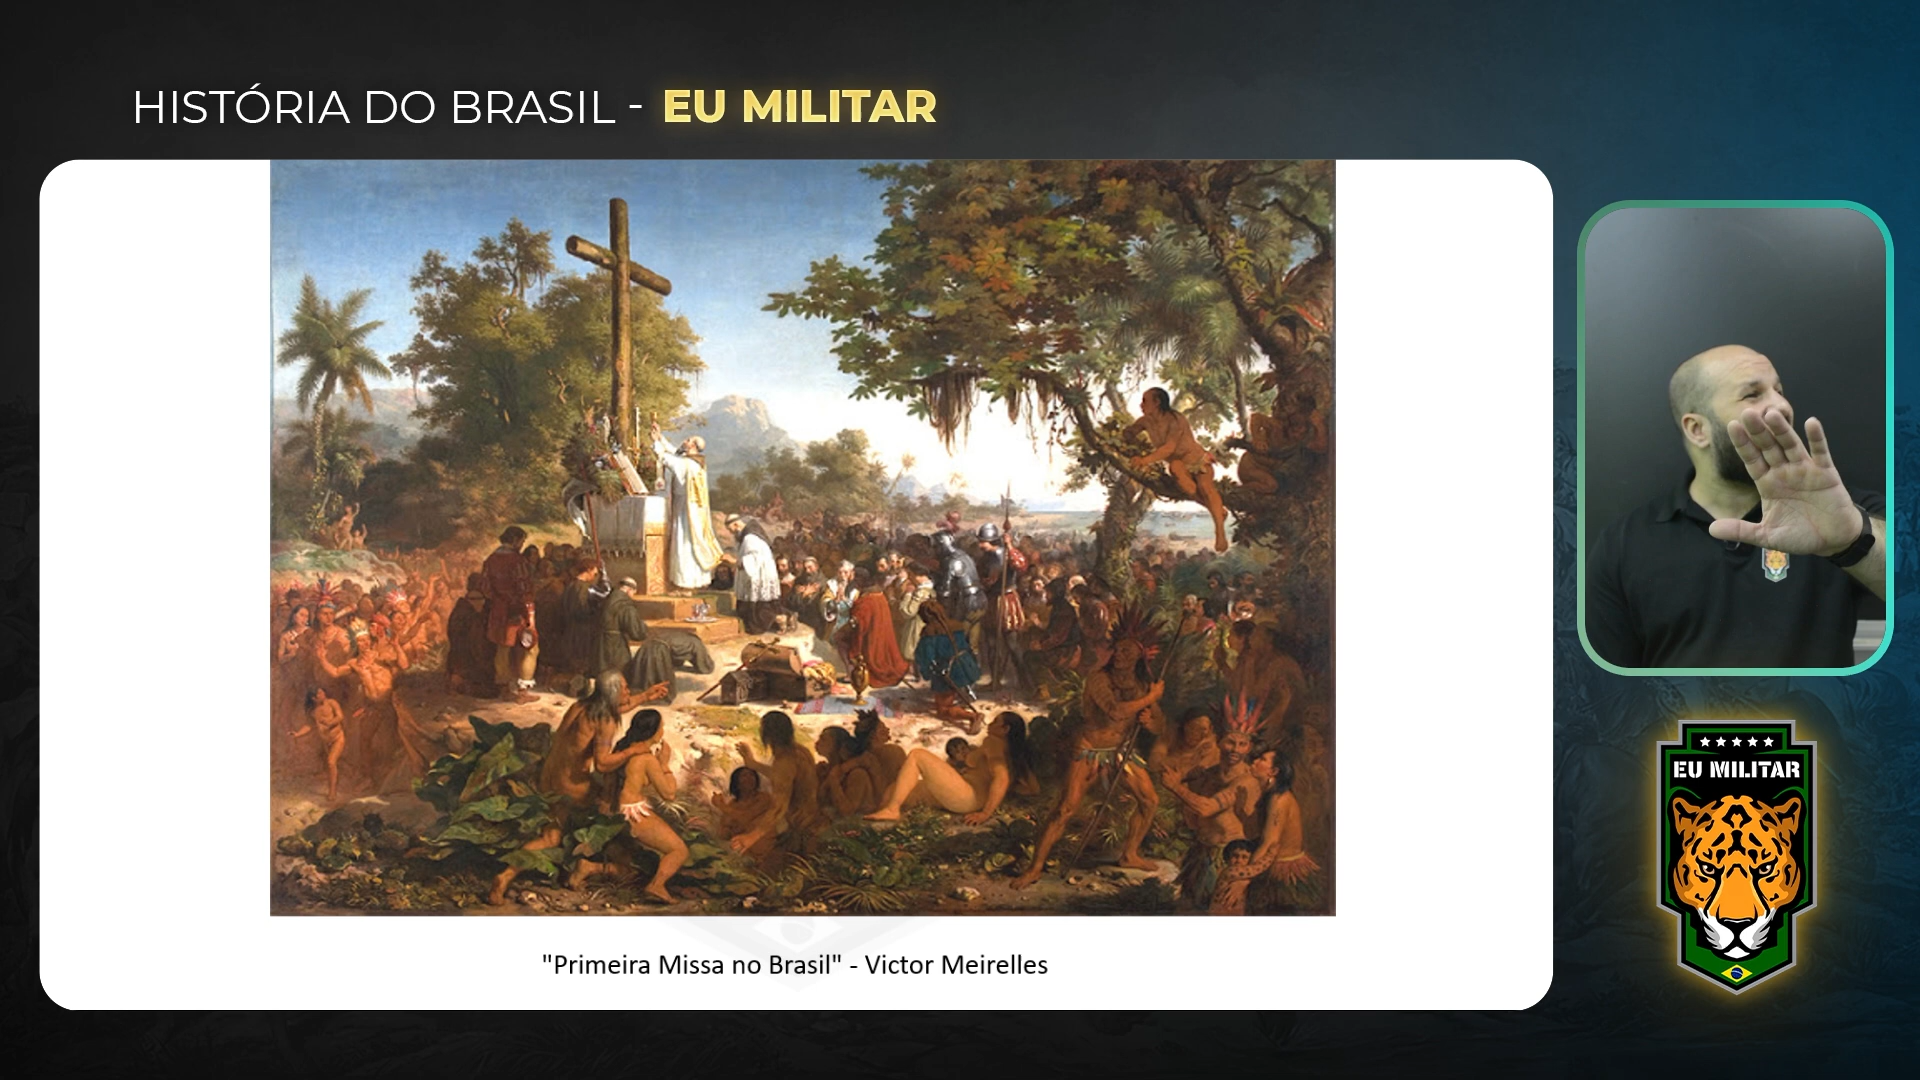 HISTÓRIA DO BRASIL - EU MILITAR
EU MILITAR
"Primeira Missa no Brasil" - Victor Meirelles